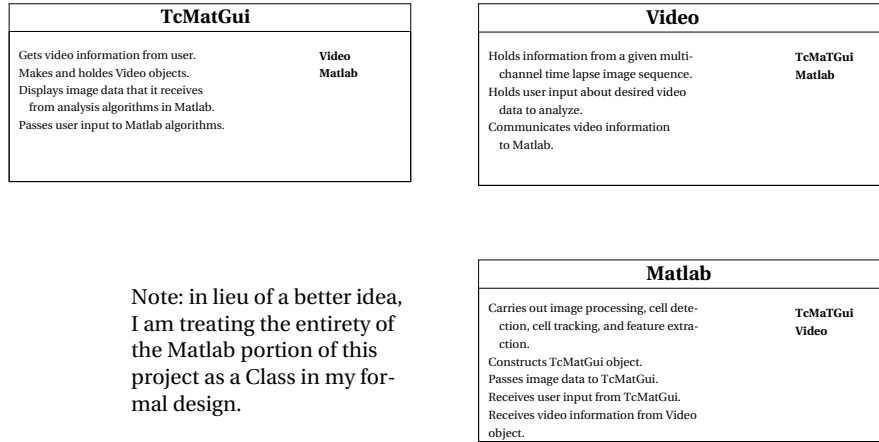 TcMatGui
Gets video information from user.
Makes and holdes Video objects.
Displays image data that it receives
from analysis algorithms in Matlab.
Passes user input to Matlab algorithms.
Video
Matlab
Video
Holds information from a given multi-
channel time lapse image sequence.
Holds user input about desired video
data to analyze.
Communicates video information
to Matlab.
TcMaTGui
Matlab
Note: in lieu of a better idea,
I am treating the entirety of
the Matlab portion of this
project as a Class in my for-
mal design.
Matlab
Carries out image processing, cell dete-
ction, cell tracking, and feature extra-
ction.
Constructs TcMatGui object.
Passes image data to TcMatGui.
Receives user input from TcMatGui.
Receives video information from Video
object.
TcMaTGui
Video